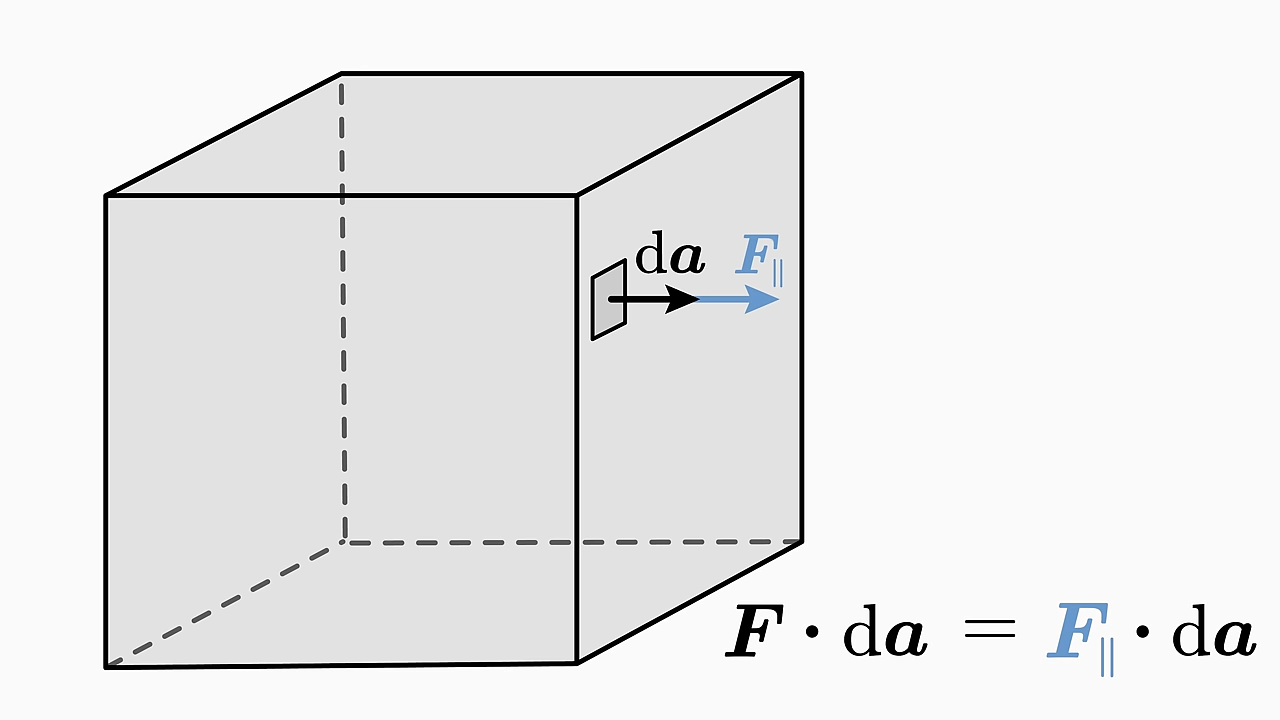 da F∥
F · da = F∥ · da